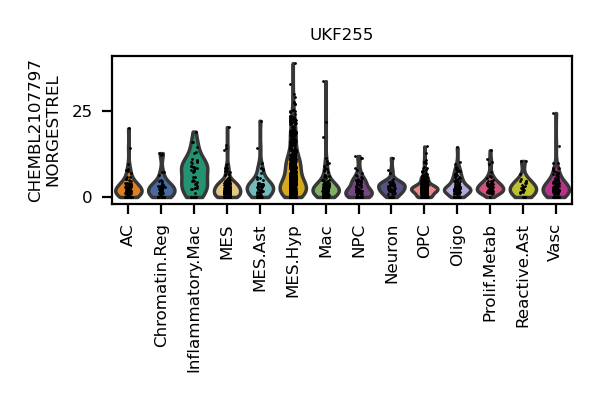 UKF255
CHEMBL2107797
NORGESTREL
25
0
AC
Chromatin.Reg
Inflammatory.Mac
MES
MES.Ast
MES.Hyp
Mac
NPC
Neuron
OPC
Oligo
Prolif.Metab
Reactive.Ast
Vasc